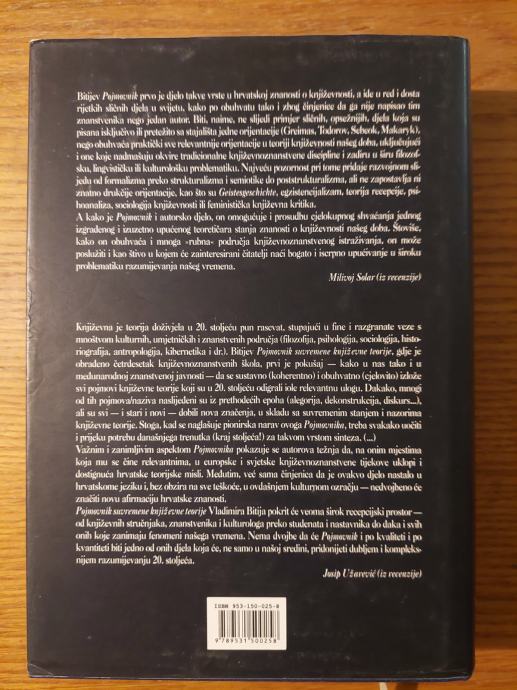 Bitijev Pojmovnik prvo je djelo takve vrste u hrvatskoj znanosti o književnosti, a ide u red i dosta
rijetkih sličnih djela u svijetu, kako po obuhvatu tako i zbog činjenice da ga nije napisao tim
znanstvenika nego jedan autor. Biti, naime, ne slijedi primjer sličnih, opsežnijih, djela koja su
pisana isključivo ili pretežito sa stajališta jedne orijentacije (Greimas, Todorov, Sebeok, Makaryk),
nego obuhvaća praktički sve relevantnije orijentacije u teoriji književnosti našeg doba, uključujući
i one koje nadmašuju okvire tradicionalne književnoznanstvene discipline i zadiru u širu filozof-
sku, lingvističku ili kulturološku problematiku. Najveću pozornost pri tome pridaje razvojnom sli-
jedu od formalizma preko strukturalizma i semiotike do poststrukturalizma, ali ne zapostavlja ni
znatno drukčije orijentacije, kao što su Geistesgeschichte, egzistencijalizam, teorija recepcije, psi-
hoanaliza, sociologija književnosti ili feministička književna kritika.
A kako je Pojmovnik i autorsko djelo, on omogućuje i prosudbu cjelokupnog shvaćanja jednog
izgrađenog i izuzetno upućenog teoretičara stanja znanosti o književnosti našeg doba. Štoviše,
kako on obuhvaća i mnoga »rubna« područja književnoznanstvenog istraživanja, on može
poslužiti i kao štivo u kojem će zainteresirani čitatelji naći bogato i iscrpno upućivanje u široku
problematiku razumijevanja našeg vremena.
Milivoj Solar (iz recenzije)
Književna je teorija doživjela u 20. stoljeću pun rascvat, stupajući u fine i razgranate veze s
mnoštvom kulturnih, umjetničkih i znanstvenih područja (filozofija, psihologija, sociologija, histo-
riografija, antropologija, kibernetika i dr.). Bitijev Pojmovnik suvremene književne teorije, gdje je
obrađeno četrdesetak književnoznanstvenih škola, prvi je pokušaj — kako u nas tako i u
međunarodnoj znanstvenoj javnosti — da se sustavno (koherentno) i obuhvatno (cjelovito) izlože
svi pojmovi književne teorije koji su u 20. stoljeću odigrali iole relevantnu ulogu. Dakako, mnogi
od tih pojmova/naziva naslijeđeni su iz prethodećih epoha (alegorija, dekonstrukcija, diskurs...),
ali su svi — i stari i novi — dobili nova značenja, u skladu sa suvremenim stanjem i nazorima
književne teorije. Stoga, kad se naglašuje pionirska narav ovoga Pojmovnika, treba svakako uočiti
i prijeku potrebu današnjega trenutka (kraj stoljeća!) za takvom vrstom sinteza. (...)
Važnim i zanimljivim aspektom Pojmovnika pokazuje se autorova težnja da, na onim mjestima
koja mu se čine relevantnima, u europske i svjetske književnoznanstvene tijekove uklopi i
dostignuća hrvatske teorijske misli. Međutim, već sama činjenica da je ovakvo djelo nastalo u
hrvatskome jeziku i, bez obzira na sve teškoće, u ovdašnjem kulturnom ozračju — nedvojbeno će
značiti novu afirmaciju hrvatske znanosti.
Pojmovnik suvremene književne teorije Vladimira Bitija pokrit će veoma širok recepcijski prostor —
od književnih stručnjaka, znanstvenika i kulturologa preko studenata i nastavnika do đaka i svih
onih koje zanimaju fenomeni našega vremena. Nema dvojbe da će Pojmovnik i po kvaliteti i po
kvantiteti biti jedno od onih djela koja će, ne samo u našoj sredini, pridonijeti dubljem i kompleks-
nijem razumijevanju 20. stoljeća.
Josip Užarević (iz recenzije)
ISBN 953-150-025-8
9789531500258